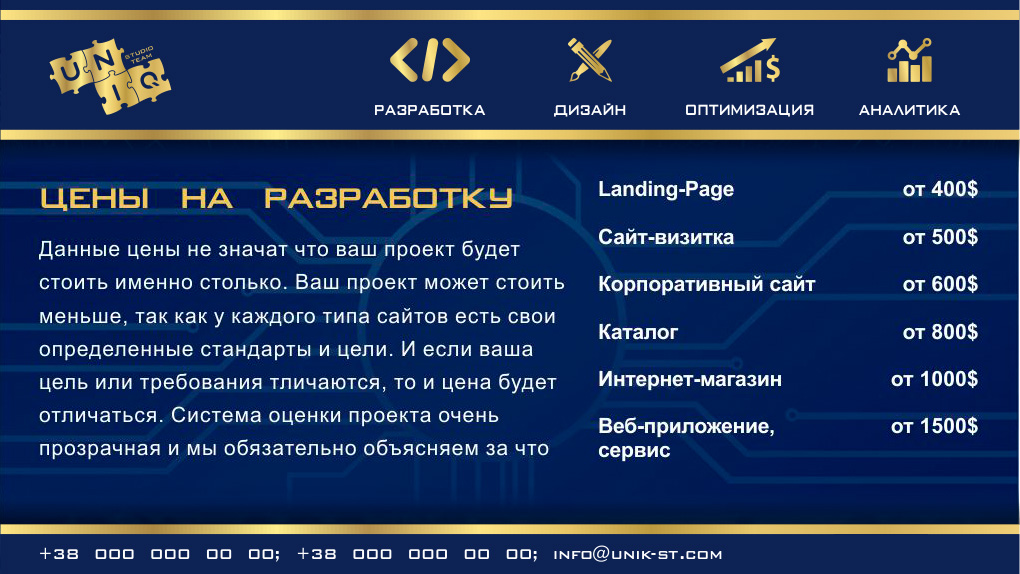 UN STUDIO TEAM
IQ
РАЗРАБОТКА
ДИЗАЙН
ОПТИМИЗАЦИЯ
АНАЛИТИКА
ЦЕНЫ НА РАЗРАБОТКУ
Данные цены не значат что ваш проект будет
стоить именно столько. Ваш проект может стоить
меньше, так как у каждого типа сайтов есть свои
определенные стандарты и цели. И если ваша
цель или требования тличаются, то и цена будет
отличаться. Система оценки проекта очень
прозрачная и мы обязательно объясняем за что
Landing-Page от 400$
Сайт-визитка от 500$
Корпоративный сайт от 600$
Каталог от 800$
Интернет-магазин от 1000$
Веб-приложение, от 1500$
сервис
+38 000 000 00 00; +38 000 000 00 00; INFO@UNIK-ST.COM